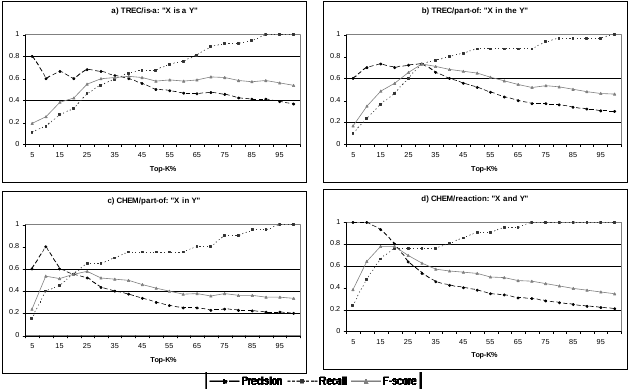 a) TREC/is-a: "X is a Y"
1
0.8
0.6
0.4
0.2
0
5 15 25 35 45 55 65 75 85 95
Top-K%
b) TREC/part-of: "X in the Y"
1
0.8
0.6
0.4
0.2
0
5 15 25 35 45 55 65 75 85 95
Top-K%
c) CHEM/part-of: "X in Y"
1
0.8
0.6
0.4
0.2
0
5 15 25 35 45 55 65 75 85 95
Top-K%
d) CHEM/reaction: "X and Y"
1
0.8
0.6
0.4
0.2
0
5 15 25 35 45 55 65 75 85 95
Top-K%
Precision Recall F-score